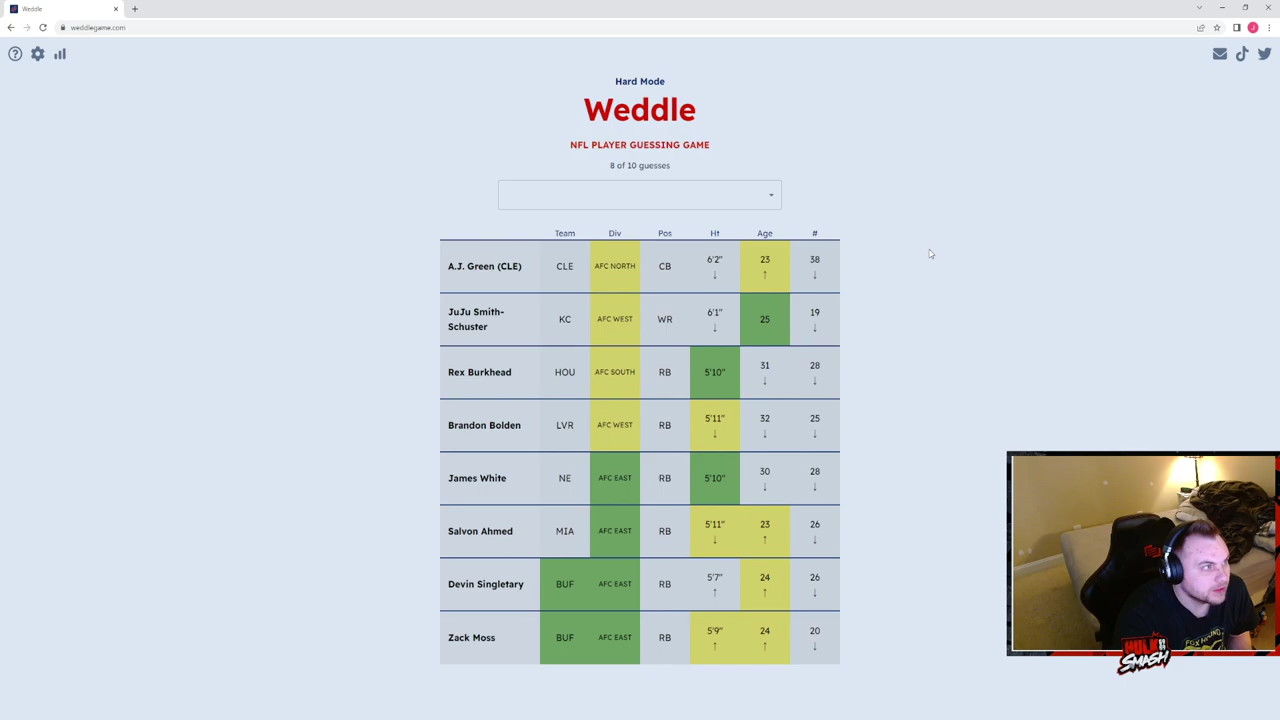 Weddle
weddlegame.com
J
Hard Mode
Weddle
NFL PLAYER GUESSING GAME
8 of 10 guesses
Team Div Pos Ht Age #
A.J. Green (CLE) CLE AFC NORTH CB 6'2" ↓ 23 ↑ 38 ↓
JuJu Smith-
Schuster KC AFC WEST WR 6'1" ↓ 25 19 ↓
Rex Burkhead HOU AFC SOUTH RB 5'10" 31 ↓ 28 ↓
Brandon Bolden LVR AFC WEST RB 5'11" ↓ 32 ↓ 25 ↓
James White NE AFC EAST RB 5'10" 30 ↓ 28 ↓
Salvon Ahmed MIA AFC EAST RB 5'11" ↓ 23 ↑ 26 ↓
Devin Singletary BUF AFC EAST RB 5'7" ↑ 24 ↑ 26 ↓
Zack Moss BUF AFC EAST RB 5'9" ↑ 24 ↑ 20 ↓
HULK
SMASH